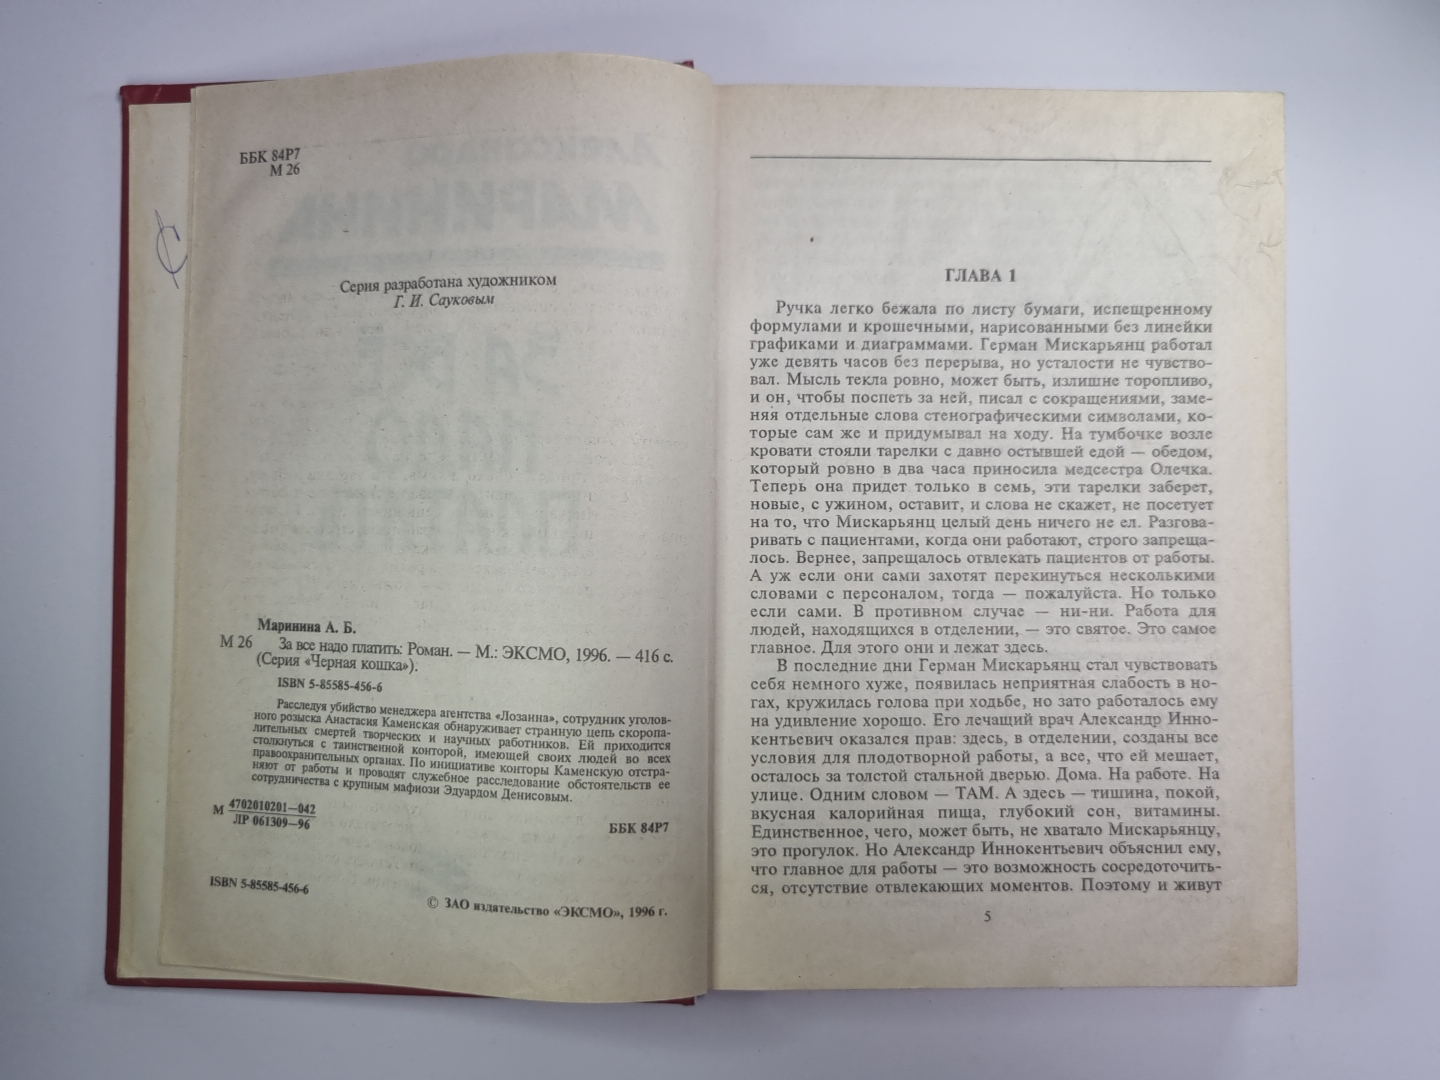 ББК 84Р7
М 26
Серия разработана художником
Г. И. Сауковым
Маринина А. Б.
М 26 За все надо платить: Роман. — М.: ЭКСМО, 1996. — 416 с.
(Серия «Черная кошка»).
ISBN 5-85585-456-6
Расследуя убийство менеджера агентства «Лозанна», сотрудник уголов-
ного розыска Анастасия Каменская обнаруживает странную цепь скоропа-
лительных смертей творческих и научных работников. Ей приходится
столкнуться с таинственной конторой, имеющей своих людей во всех
правоохранительных органах. По инициативе конторы Каменскую отстра-
няют от работы и проводят служебное расследование обстоятельств ее
сотрудничества с крупным мафиози Эдуардом Денисовым.
М 4702010201—042
ЛР 061309—96
ББК 84Р7
ISBN 5-85585-456-6
© ЗАО издательство «ЭКСМО», 1996 г.
ГЛАВА 1
Ручка легко бежала по листу бумаги, испещренному
формулами и крошечными, нарисованными без линейки
графиками и диаграммами. Герман Мискарьянц работал
уже девять часов без перерыва, но усталости не чувство-
вал. Мысль текла ровно, может быть, излишне торопливо,
и он, чтобы поспеть за ней, писал с сокращениями, заме-
няя отдельные слова стенографическими символами, ко-
торые сам же и придумывал на ходу. На тумбочке возле
кровати стояли тарелки с давно остывшей едой — обедом,
который ровно в два часа приносила медсестра Олечка.
Теперь она придет только в семь, эти тарелки заберет,
новые, с ужином, оставит, и слова не скажет, не посетует
на то, что Мискарьянц целый день ничего не ел. Разгова-
ривать с пациентами, когда они работают, строго запреща-
лось. Вернее, запрещалось отвлекать пациентов от работы.
А уж если они сами захотят перекинуться несколькими
словами с персоналом, тогда — пожалуйста. Но только
если сами. В противном случае — ни-ни. Работа для
людей, находящихся в отделении, — это святое. Это самое
главное. Для этого они и лежат здесь.
В последние дни Герман Мискарьянц стал чувствовать
себя немного хуже, появилась неприятная слабость в но-
гах, кружилась голова при ходьбе, но зато работалось ему
на удивление хорошо. Его лечащий врач Александр Инно-
кентьевич оказался прав: здесь, в отделении, созданы все
условия для плодотворной работы, а все, что ей мешает,
осталось за толстой стальной дверью. Дома. На работе. На
улице. Одним словом — ТАМ. А здесь — тишина, покой,
вкусная калорийная пища, глубокий сон, витамины.
Единственное, чего, может быть, не хватало Мискарьянцу,
это прогулок. Но Александр Иннокентьевич объяснил ему,
что главное для работы — это возможность сосредоточить-
ся, отсутствие отвлекающих моментов. Поэтому и живут
5